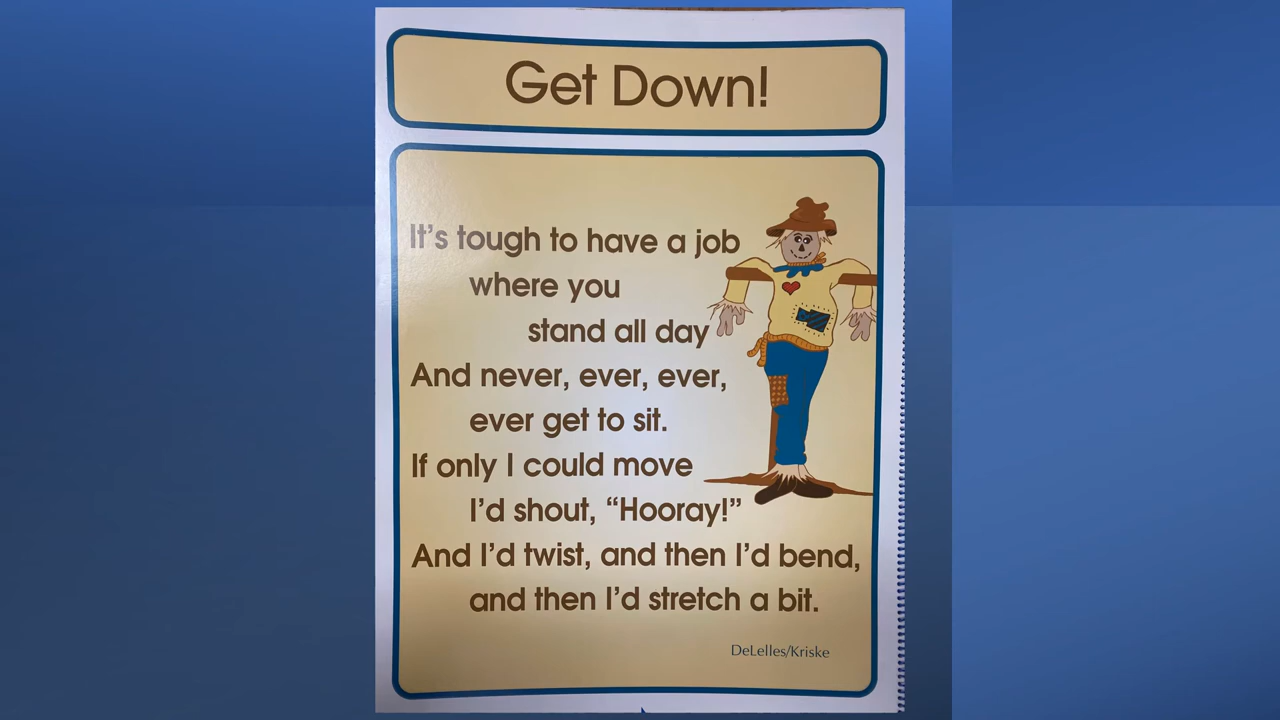 Get Down!
It's tough to have a job
where you
stand all day
And never, ever, ever,
ever get to sit.
If only I could move
I'd shout, “Hooray!”
And I'd twist, and then I'd bend,
and then I'd stretch a bit.
DeLelles/Kriske